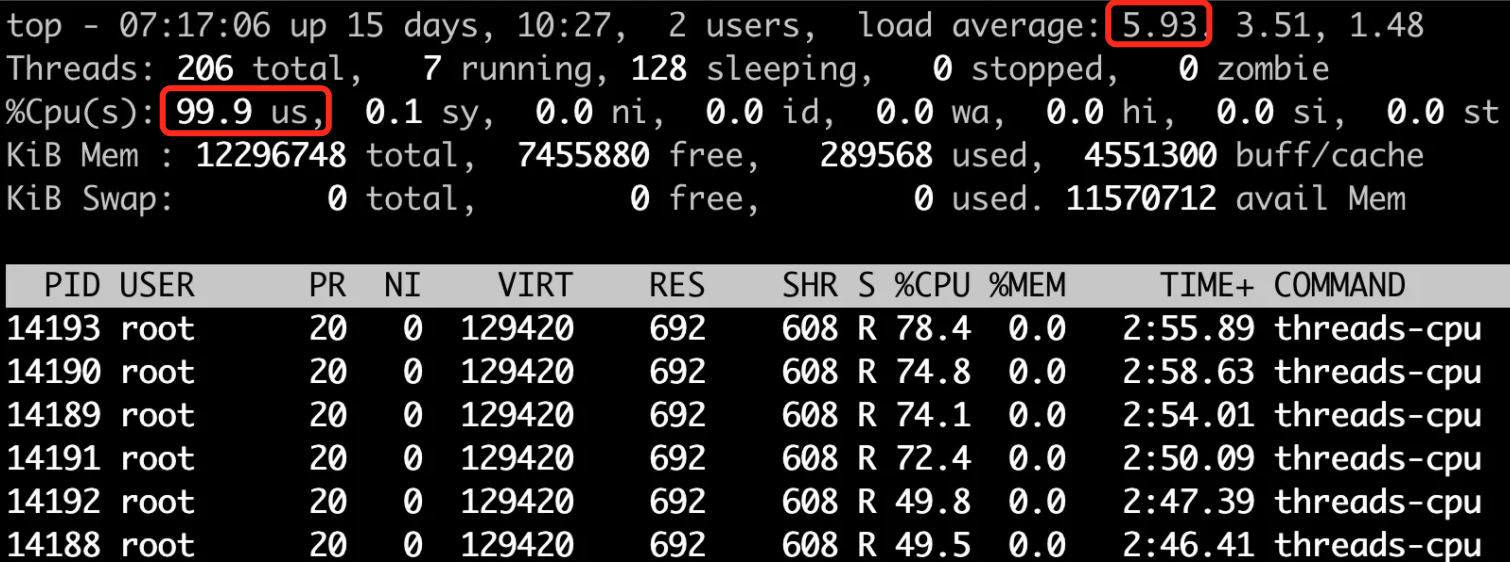 top - 07:17:06 up 15 days, 10:27,  2 users,  load average: 5.93, 3.51, 1.48
Threads: 206 total,   7 running, 128 sleeping,   0 stopped,   0 zombie
%Cpu(s): 99.9 us,  0.1 sy,  0.0 ni,  0.0 id,  0.0 wa,  0.0 hi,  0.0 si,  0.0 st
KiB Mem : 12296748 total,  7455880 free,   289568 used,  4551300 buff/cache
KiB Swap:        0 total,        0 free,        0 used. 11570712 avail Mem
  PID USER      PR  NI    VIRT    RES    SHR S %CPU %MEM     TIME+ COMMAND
14193 root      20   0  129420    692    608 R 78.4  0.0   2:55.89 threads-cpu
14190 root      20   0  129420    692    608 R 74.8  0.0   2:58.63 threads-cpu
14189 root      20   0  129420    692    608 R 74.1  0.0   2:54.01 threads-cpu
14191 root      20   0  129420    692    608 R 72.4  0.0   2:50.09 threads-cpu
14192 root      20   0  129420    692    608 R 49.8  0.0   2:47.39 threads-cpu
14188 root      20   0  129420    692    608 R 49.5  0.0   2:46.41 threads-cpu